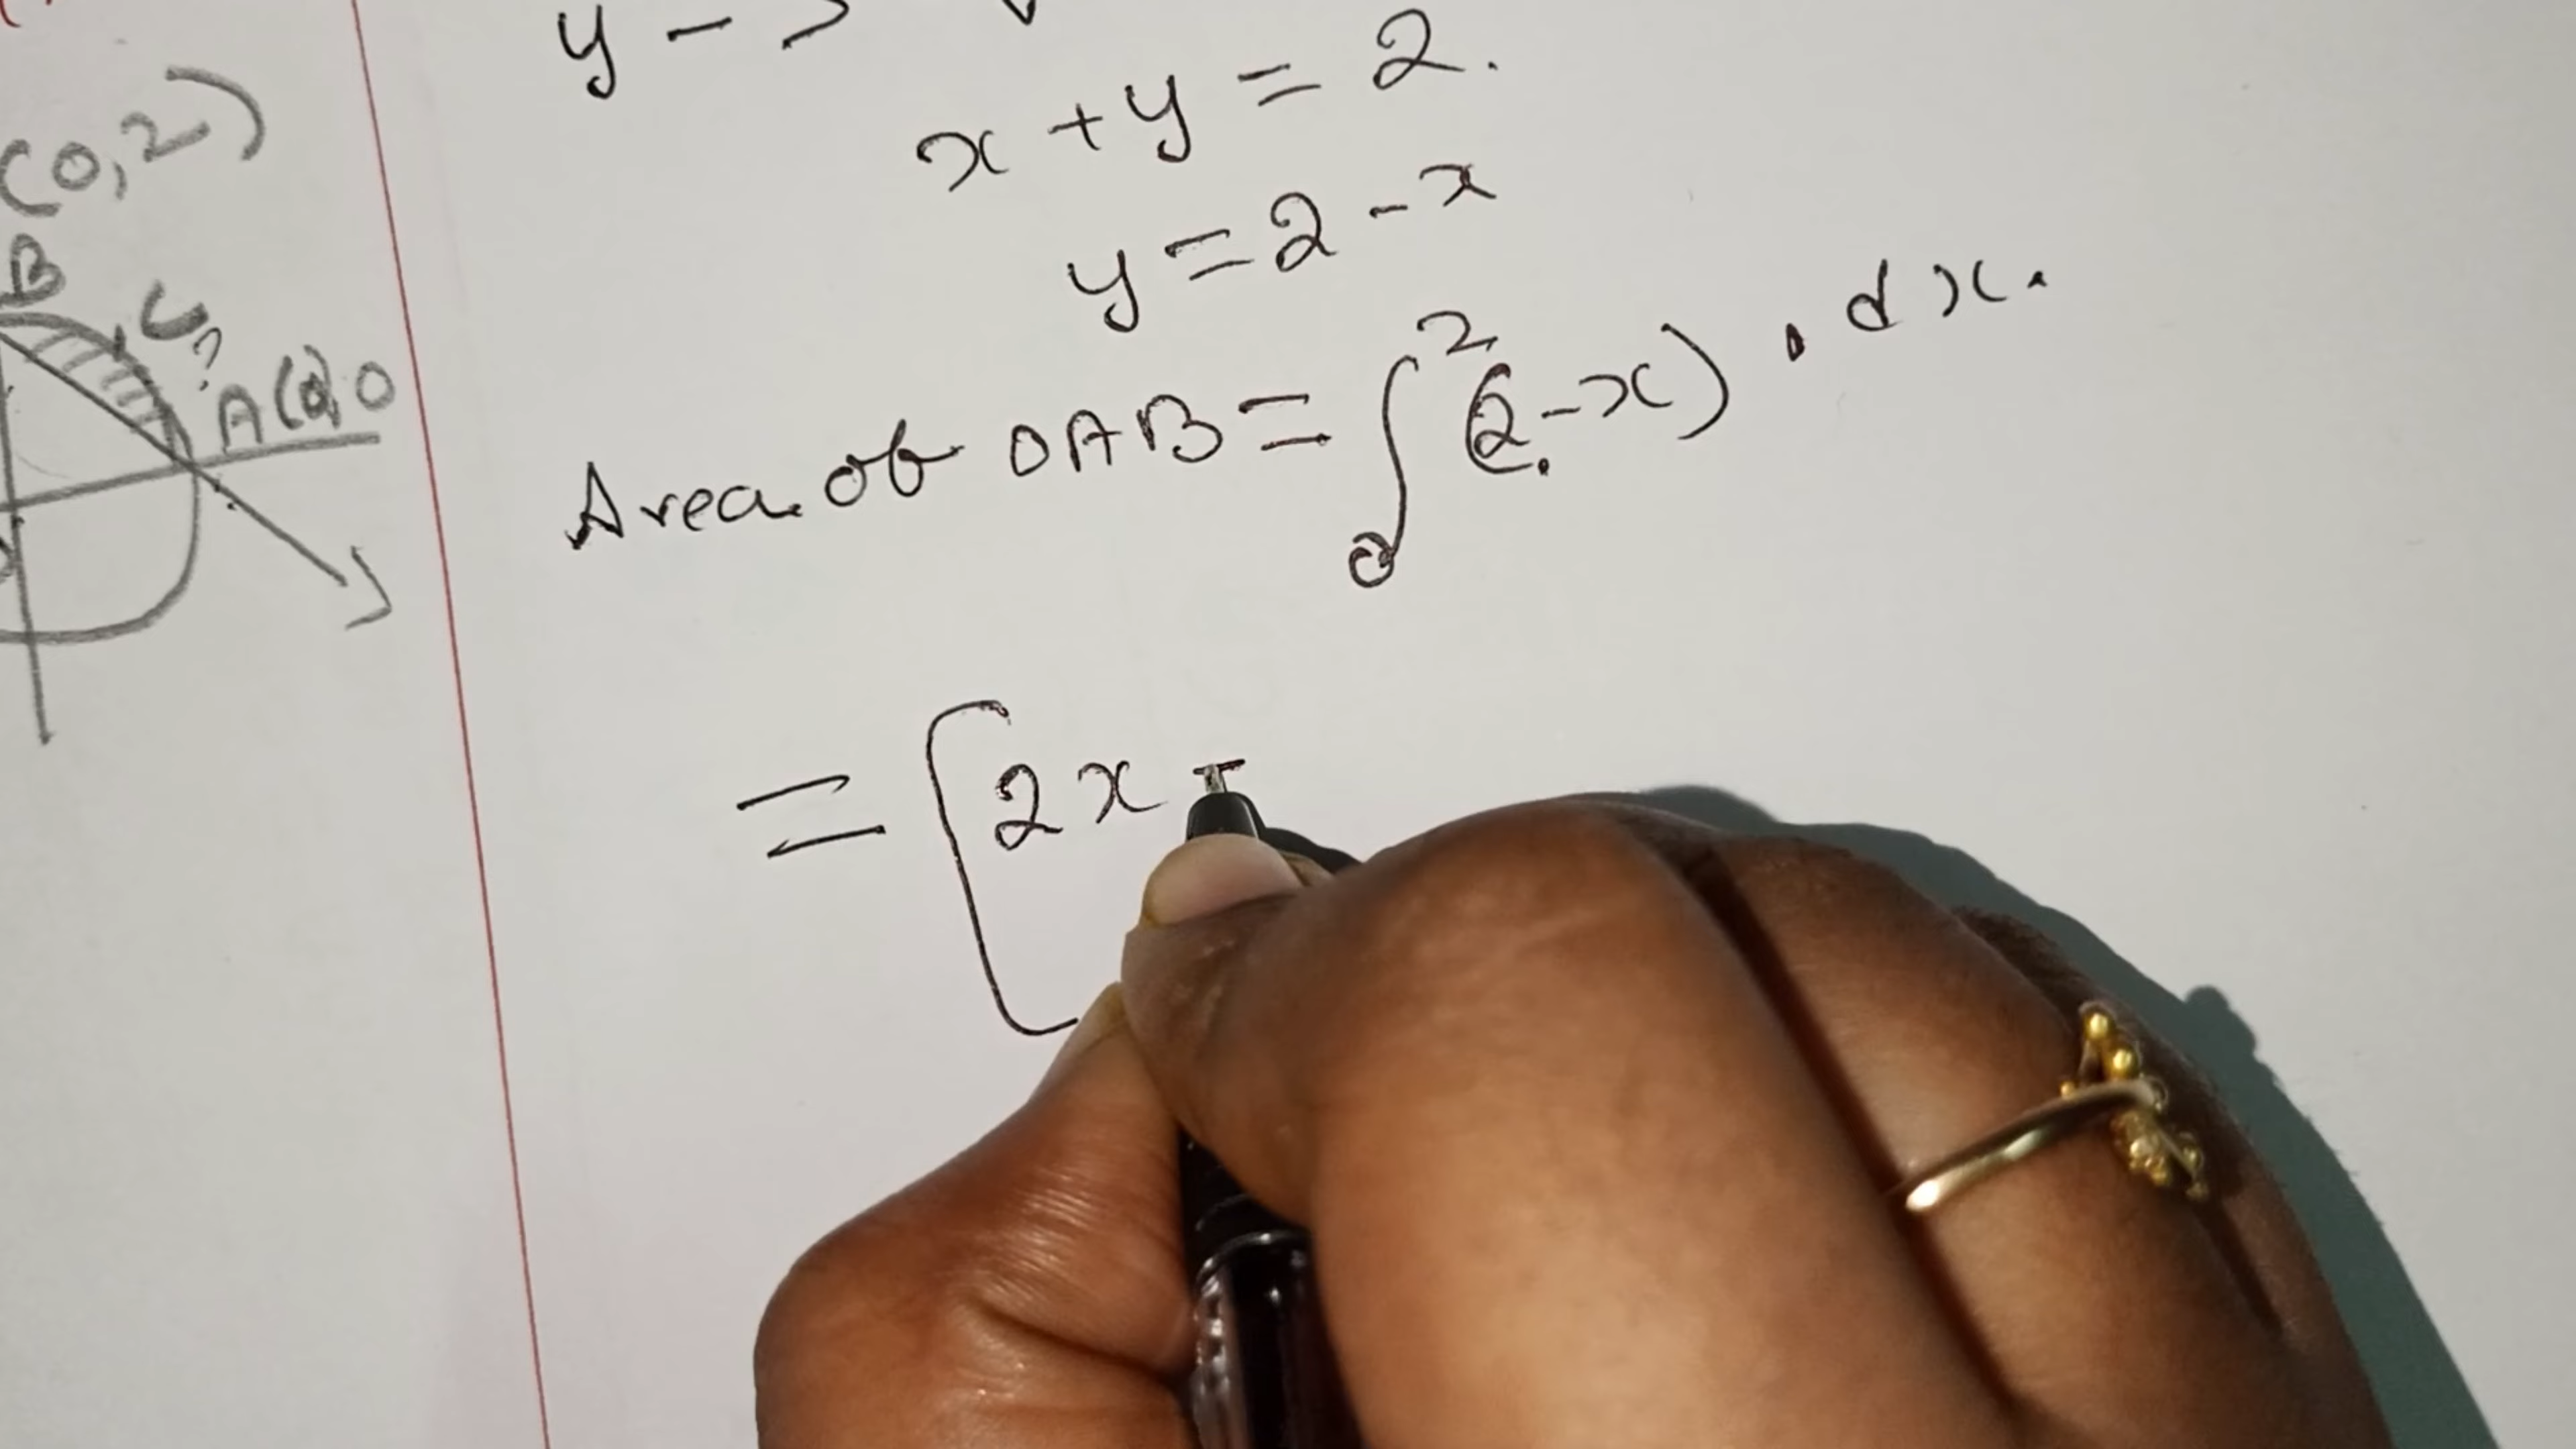 y ->
x + y = 2.
y = 2 - x
Area of OAB = ∫₀² (2 - x) . dx.
= [2x -
(0,2)
B
C
?
A(2,0